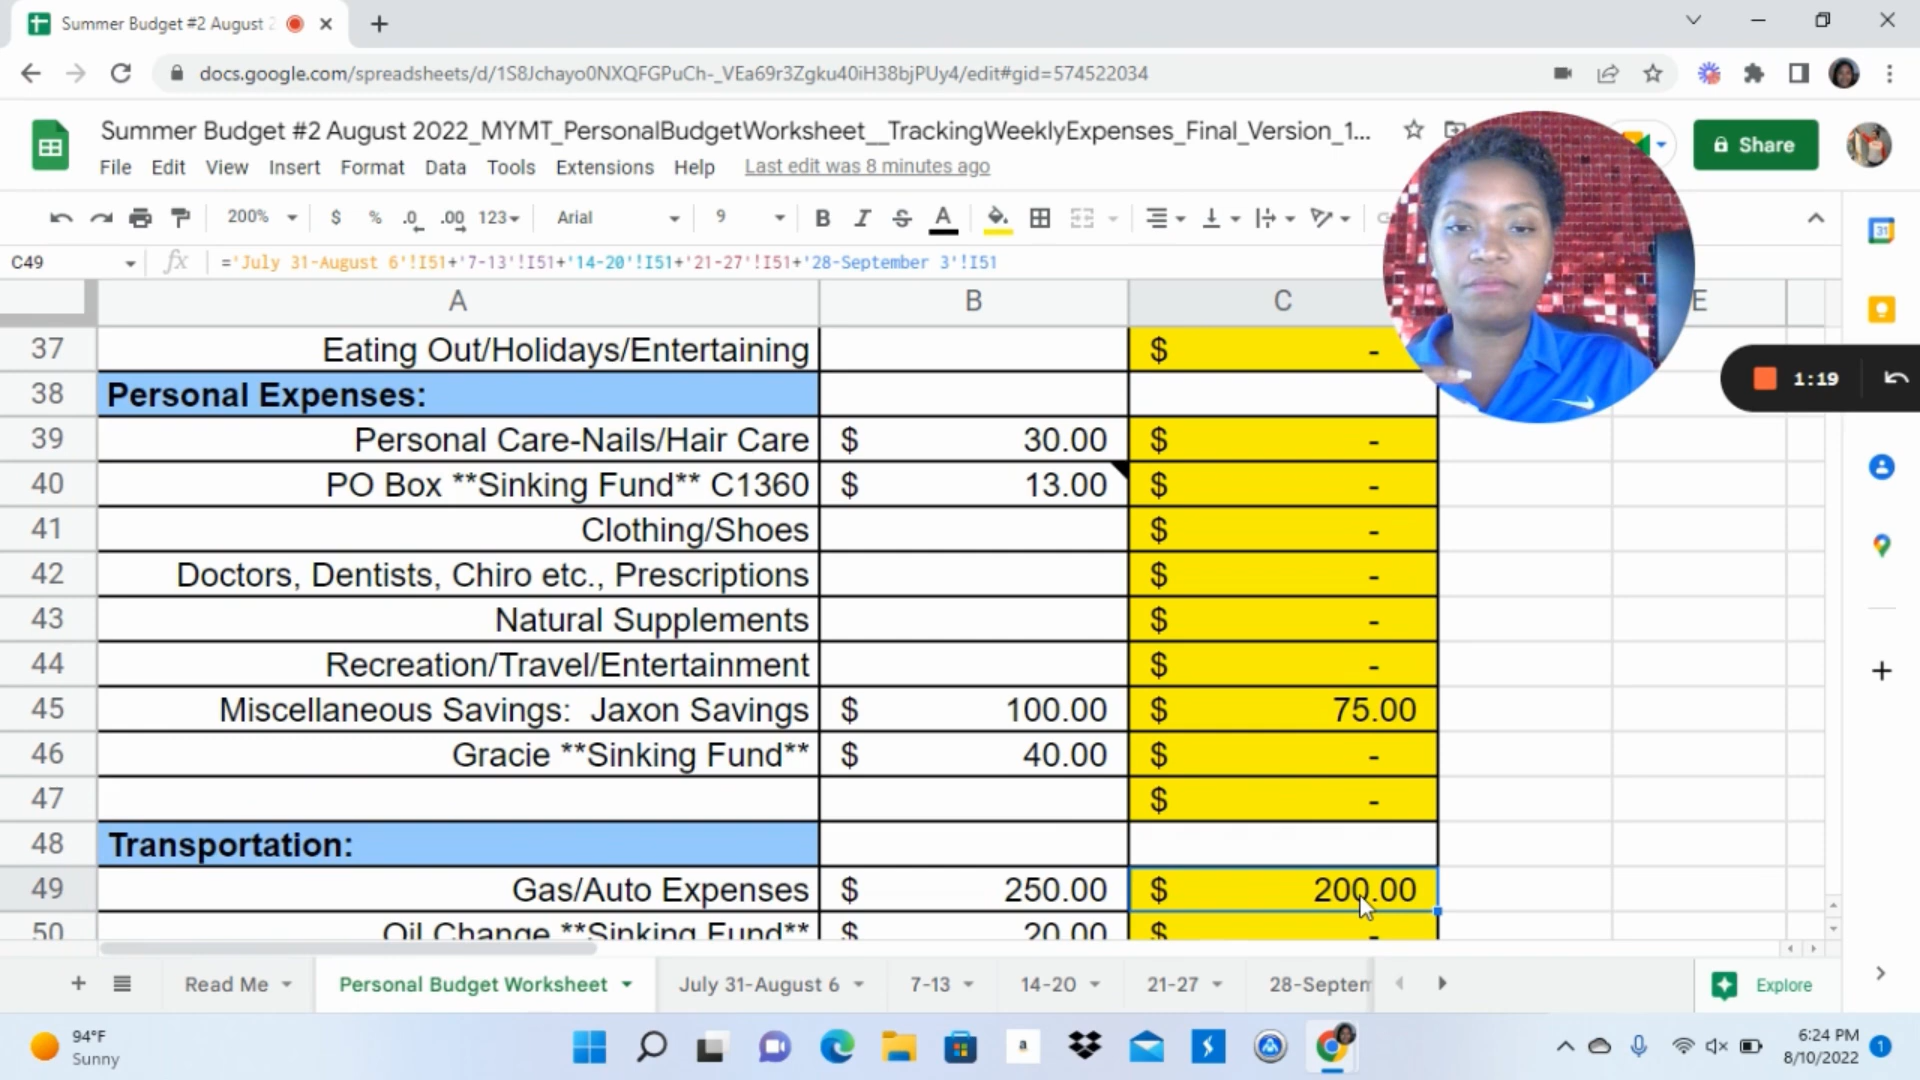 Summer Budget #2 August 2
docs.google.com/spreadsheets/d/1S8Jchayo0NXQFGPuCh-_VEa69r3Zgku40iH38bjPUy4/edit#gid=574522034
Summer Budget #2 August 2022_MYMT_PersonalBudgetWorksheet__TrackingWeeklyExpenses_Final_Version_1...
Share
File Edit View Insert Format Data Tools Extensions Help Last edit was 8 minutes ago
200% $ % .0 .00 123 Arial 9 B I S A
31
C49 fx ='July 31-August 6'!I51+'7-13'!I51+'14-20'!I51+'21-27'!I51+'28-September 3'!I51
A B C E
37 Eating Out/Holidays/Entertaining $ -
1:19
38 Personal Expenses:
39 Personal Care-Nails/Hair Care $ 30.00 $ -
40 PO Box **Sinking Fund** C1360 $ 13.00 $ -
41 Clothing/Shoes $ -
42 Doctors, Dentists, Chiro etc., Prescriptions $ -
43 Natural Supplements $ -
44 Recreation/Travel/Entertainment $ -
45 Miscellaneous Savings: Jaxon Savings $ 100.00 $ 75.00
46 Gracie **Sinking Fund** $ 40.00 $ -
47 $ -
48 Transportation:
49 Gas/Auto Expenses $ 250.00 $ 200.00
50 Oil Change **Sinking Fund** $ 20.00 $ -
Read Me Personal Budget Worksheet July 31-August 6 7-13 14-20 21-27 28-Septem Explore
94°F
Sunny
a
6:24 PM
8/10/2022
1